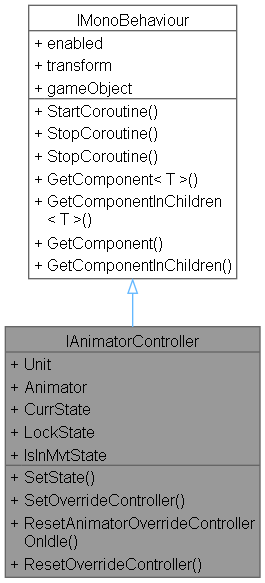 IMonoBehaviour
+ enabled
+ transform
+ gameObject
+ StartCoroutine()
+ StopCoroutine()
+ StopCoroutine()
+ GetComponent< T >()
+ GetComponentInChildren
< T >()
+ GetComponent()
+ GetComponentInChildren()
IAnimatorController
+ Unit
+ Animator
+ CurrState
+ LockState
+ IsInMvtState
+ SetState()
+ SetOverrideController()
+ ResetAnimatorOverrideController
OnIdle()
+ ResetOverrideController()